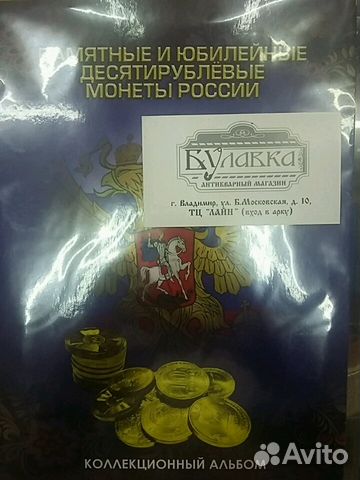 ПАМЯТНЫЕ И ЮБИЛЕЙНЫЕ
ДЕСЯТИРУБЛЁВЫЕ
МОНЕТЫ РОССИИ
БУЛАВКА
АНТИКВАРНЫЙ МАГАЗИН
г. Владимир, ул. Б.Московская, д. 10,
ТЦ "ЛАЙН" (вход в арку)
КОЛЛЕКЦИОННЫЙ АЛЬБОМ
Avito